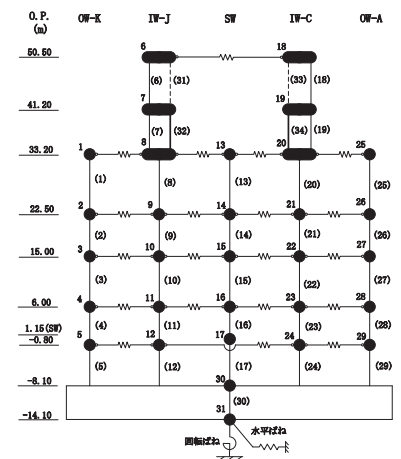 O.P. OW-K IW-J SW IW-C OW-A
(m)
50.50 6 18
(6) (31) (33) (18)
41.20 7 19
(7) (32) (34) (19)
33.20 1 8 13 20 25
(1) (8) (13) (20) (25)
22.50 2 9 14 21 26
(2) (9) (14) (21) (26)
15.00 3 10 15 22 27
(3) (10) (15) (22) (27)
6.00 4 11 16 23 28
(4) (11) (16) (23) (28)
1.15(SW) 17
-0.80 5 12 24 29
(5) (12) (17) (24) (29)
-8.10 30
(30)
-14.10 31
水平ばね
回転ばね